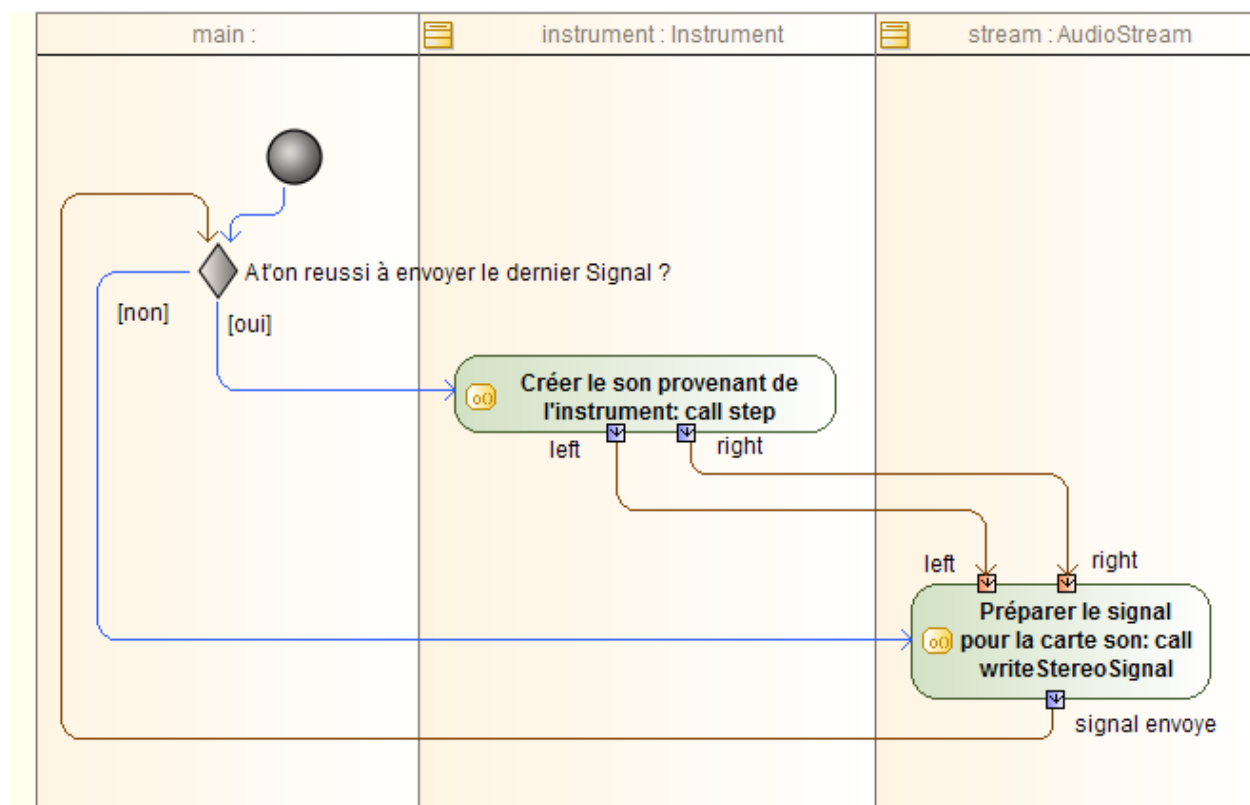 main :
instrument : Instrument
stream : AudioStream
At'on reussi à envoyer le dernier Signal ?
[non]
[oui]
Créer le son provenant de
l'instrument: call step
left
right
left
right
Préparer le signal
pour la carte son: call
writeStereoSignal
signal envoye